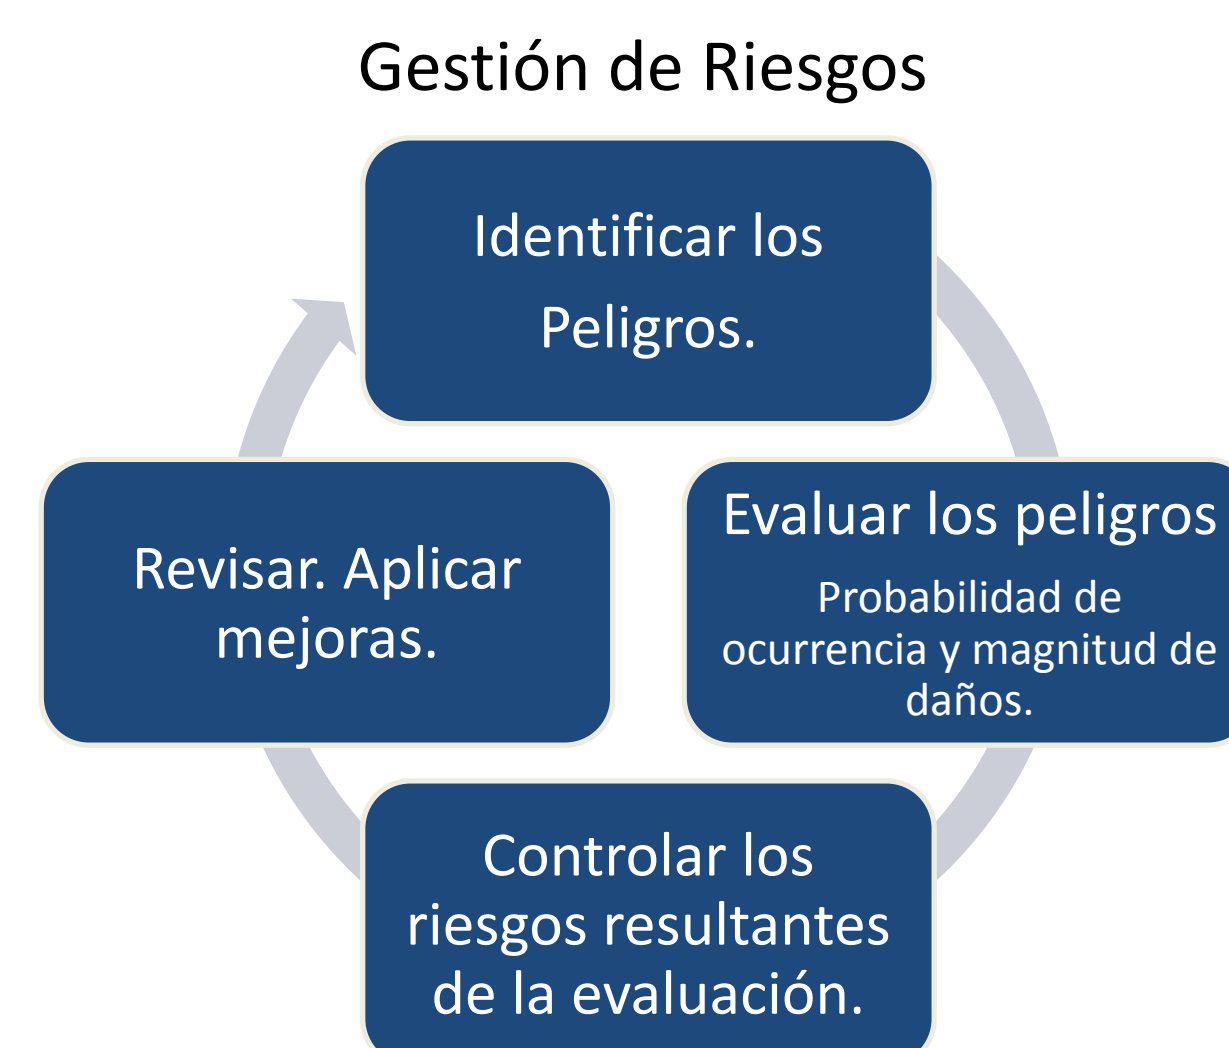 Gestión de Riesgos
Identificar los
Peligros.
Evaluar los peligros
Probabilidad de
ocurrencia y magnitud de
daños.
Controlar los
riesgos resultantes
de la evaluación.
Revisar. Aplicar
mejoras.